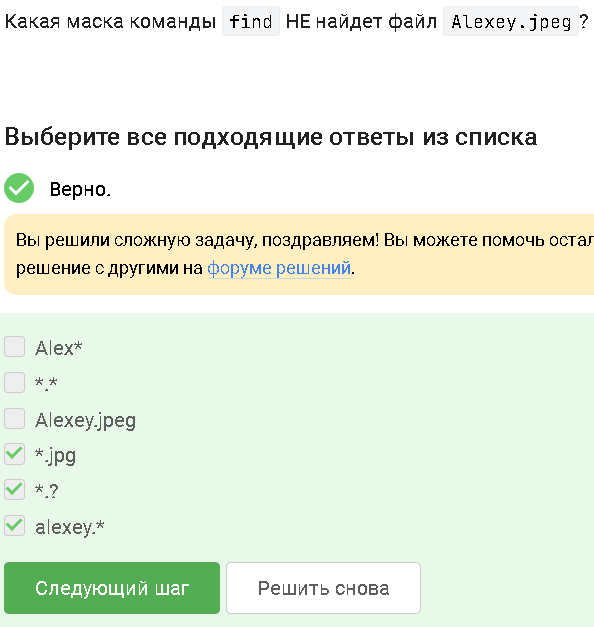 Какая маска команды find НЕ найдет файл Alexey.jpeg?
Выберите все подходящие ответы из списка
Верно.
Вы решили сложную задачу, поздравляем! Вы можете помочь остал
решение с другими на форуме решений.
Alex*
*.*
Alexey.jpeg
*.jpg
*.?
alexey.*
Следующий шаг Решить снова